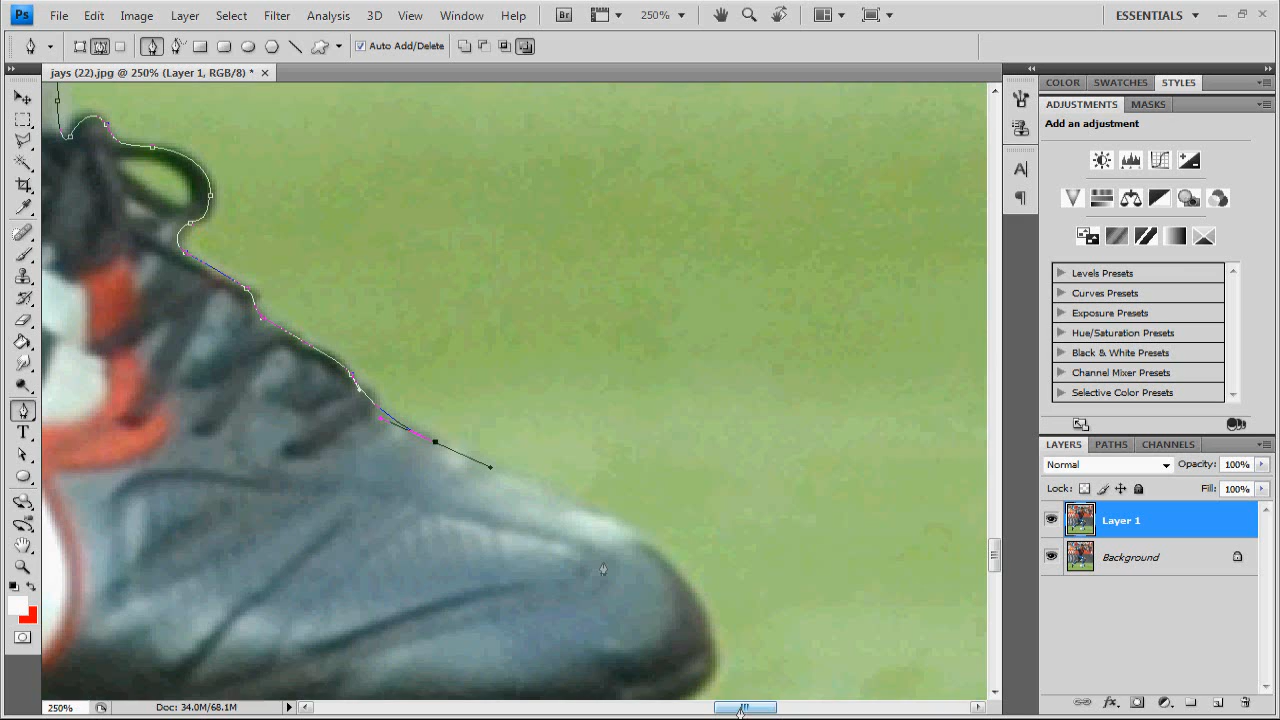 Ps File Edit Image Layer Select Filter Analysis 3D View Window Help Br 250% ESSENTIALS
Auto Add/Delete
jays (22).jpg @ 250% (Layer 1, RGB/8) *
COLOR SWATCHES STYLES
ADJUSTMENTS MASKS
Add an adjustment
A
T
Levels Presets
Curves Presets
Exposure Presets
Hue/Saturation Presets
Black & White Presets
Channel Mixer Presets
Selective Color Presets
LAYERS PATHS CHANNELS
Normal Opacity: 100%
Lock: Fill: 100%
Layer 1
Background
250% Doc: 34.0M/68.1M